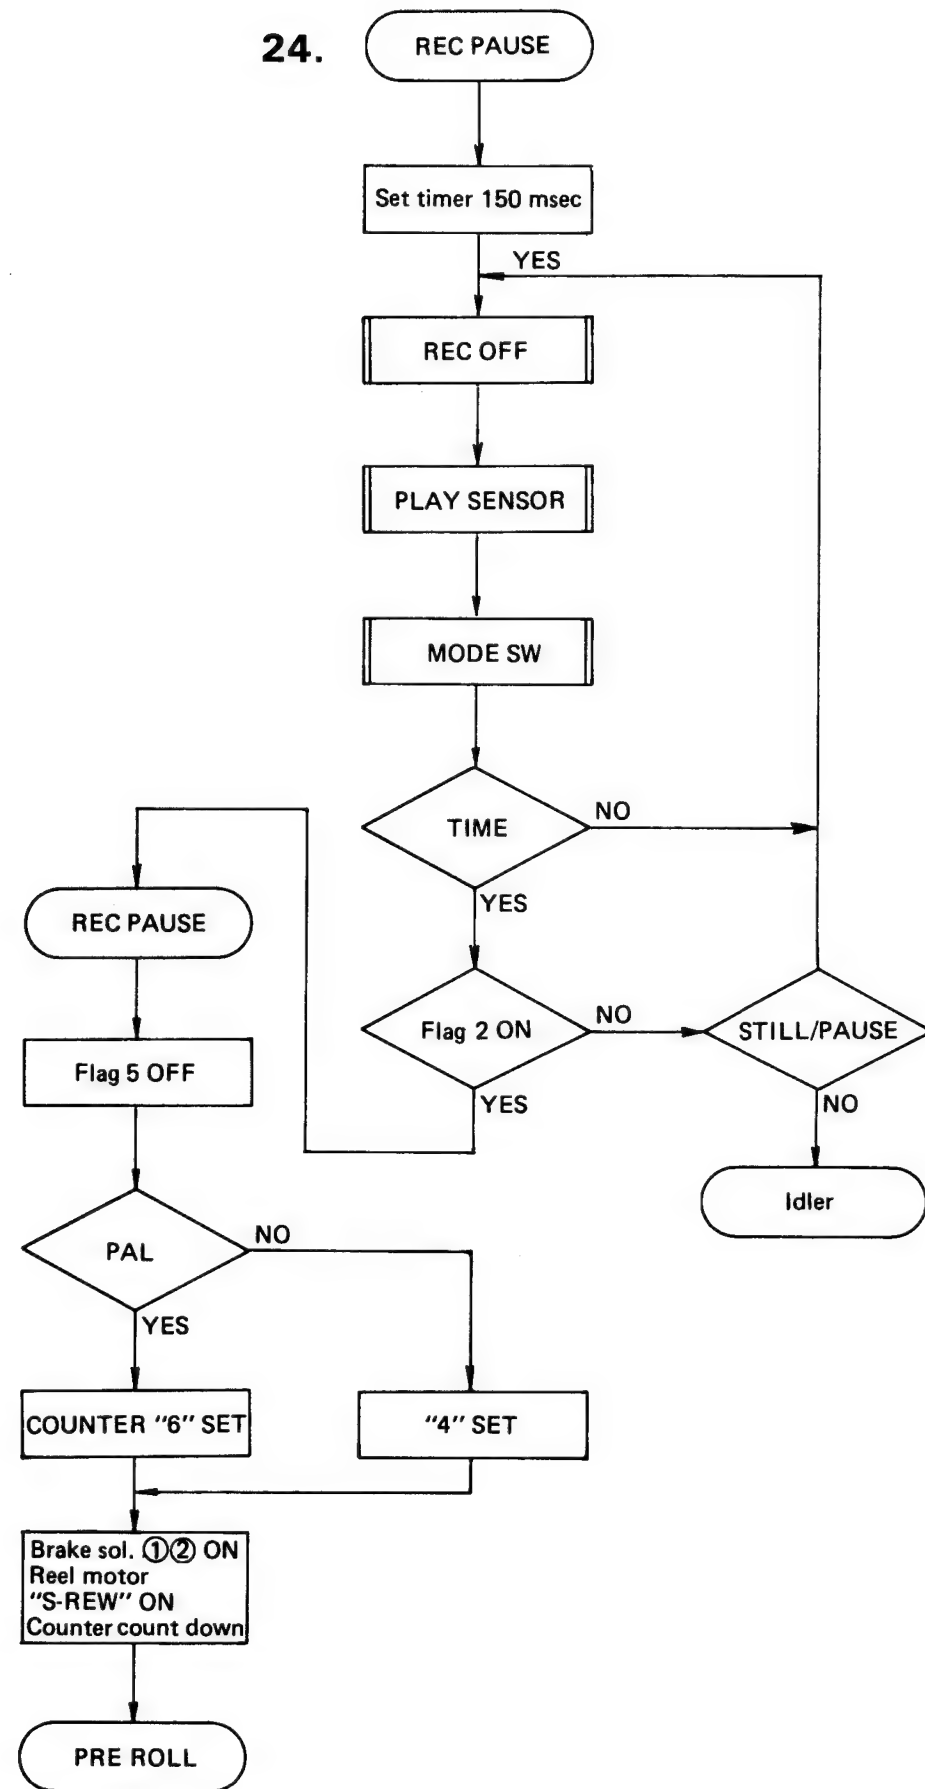 24.
REC PAUSE
Set timer 150 msec
YES
REC OFF
PLAY SENSOR
MODE SW
TIME
NO
YES
REC PAUSE
Flag 2 ON
NO
STILL/PAUSE
Flag 5 OFF
YES
NO
Idler
PAL
NO
YES
COUNTER "6" SET
"4" SET
Brake sol. ①② ON
Reel motor
"S-REW" ON
Counter count down
PRE ROLL